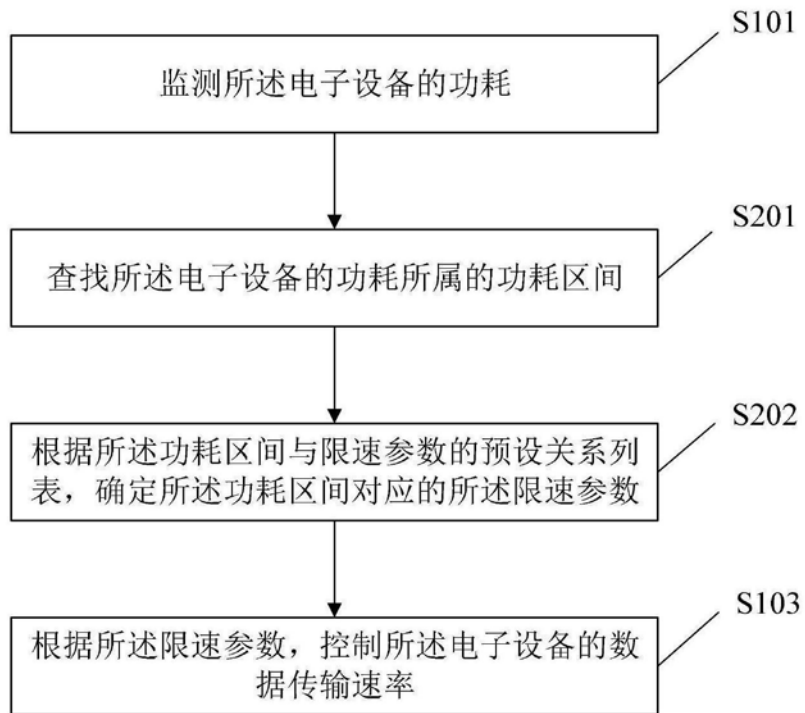 S101
监测所述电子设备的功耗
S201
查找所述电子设备的功耗所属的功耗区间
S202
根据所述功耗区间与限速参数的预设关系列
表，确定所述功耗区间对应的所述限速参数
S103
根据所述限速参数，控制所述电子设备的数
据传输速率